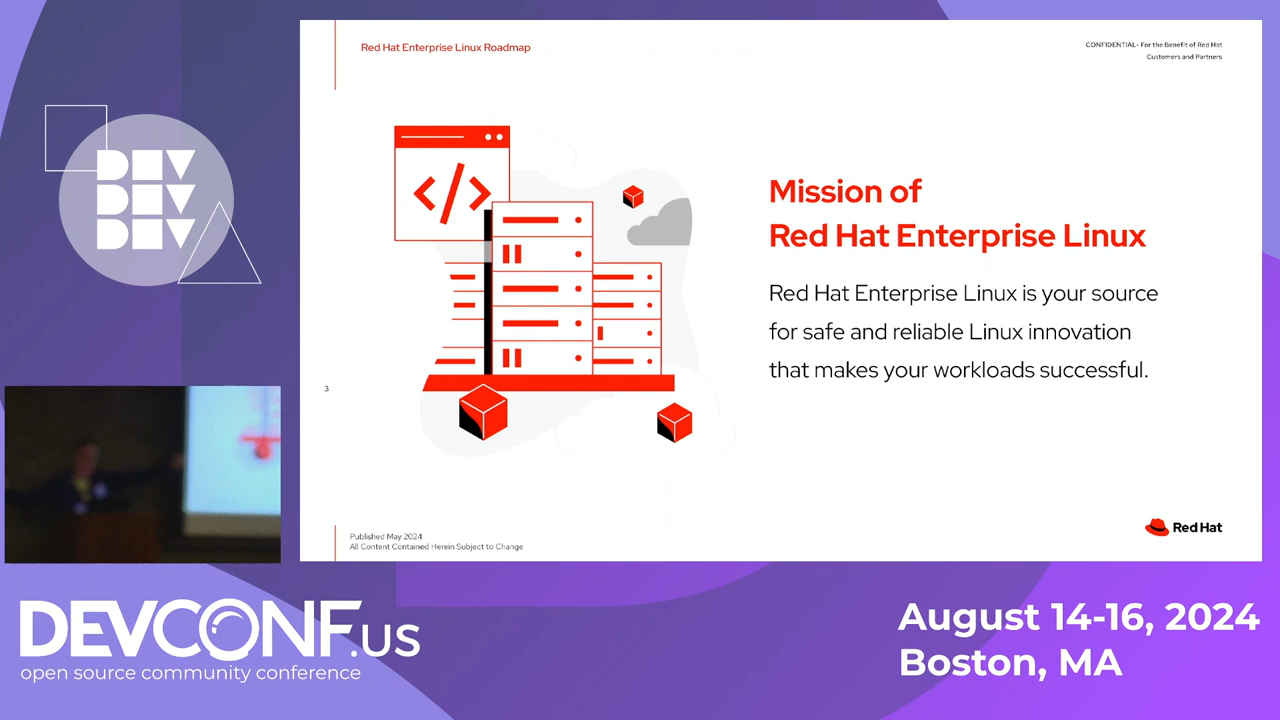 Red Hat Enterprise Linux Roadmap
CONFIDENTIAL- For the Benefit of Red Hat
Customers and Partners
DEV
DEV
DEV
</>
Mission of
Red Hat Enterprise Linux
Red Hat Enterprise Linux is your source
for safe and reliable Linux innovation
that makes your workloads successful.
3
Published May 2024
All Content Contained Herein Subject to Change
Red Hat
DEVCONF.US
open source community conference
August 14-16, 2024
Boston, MA